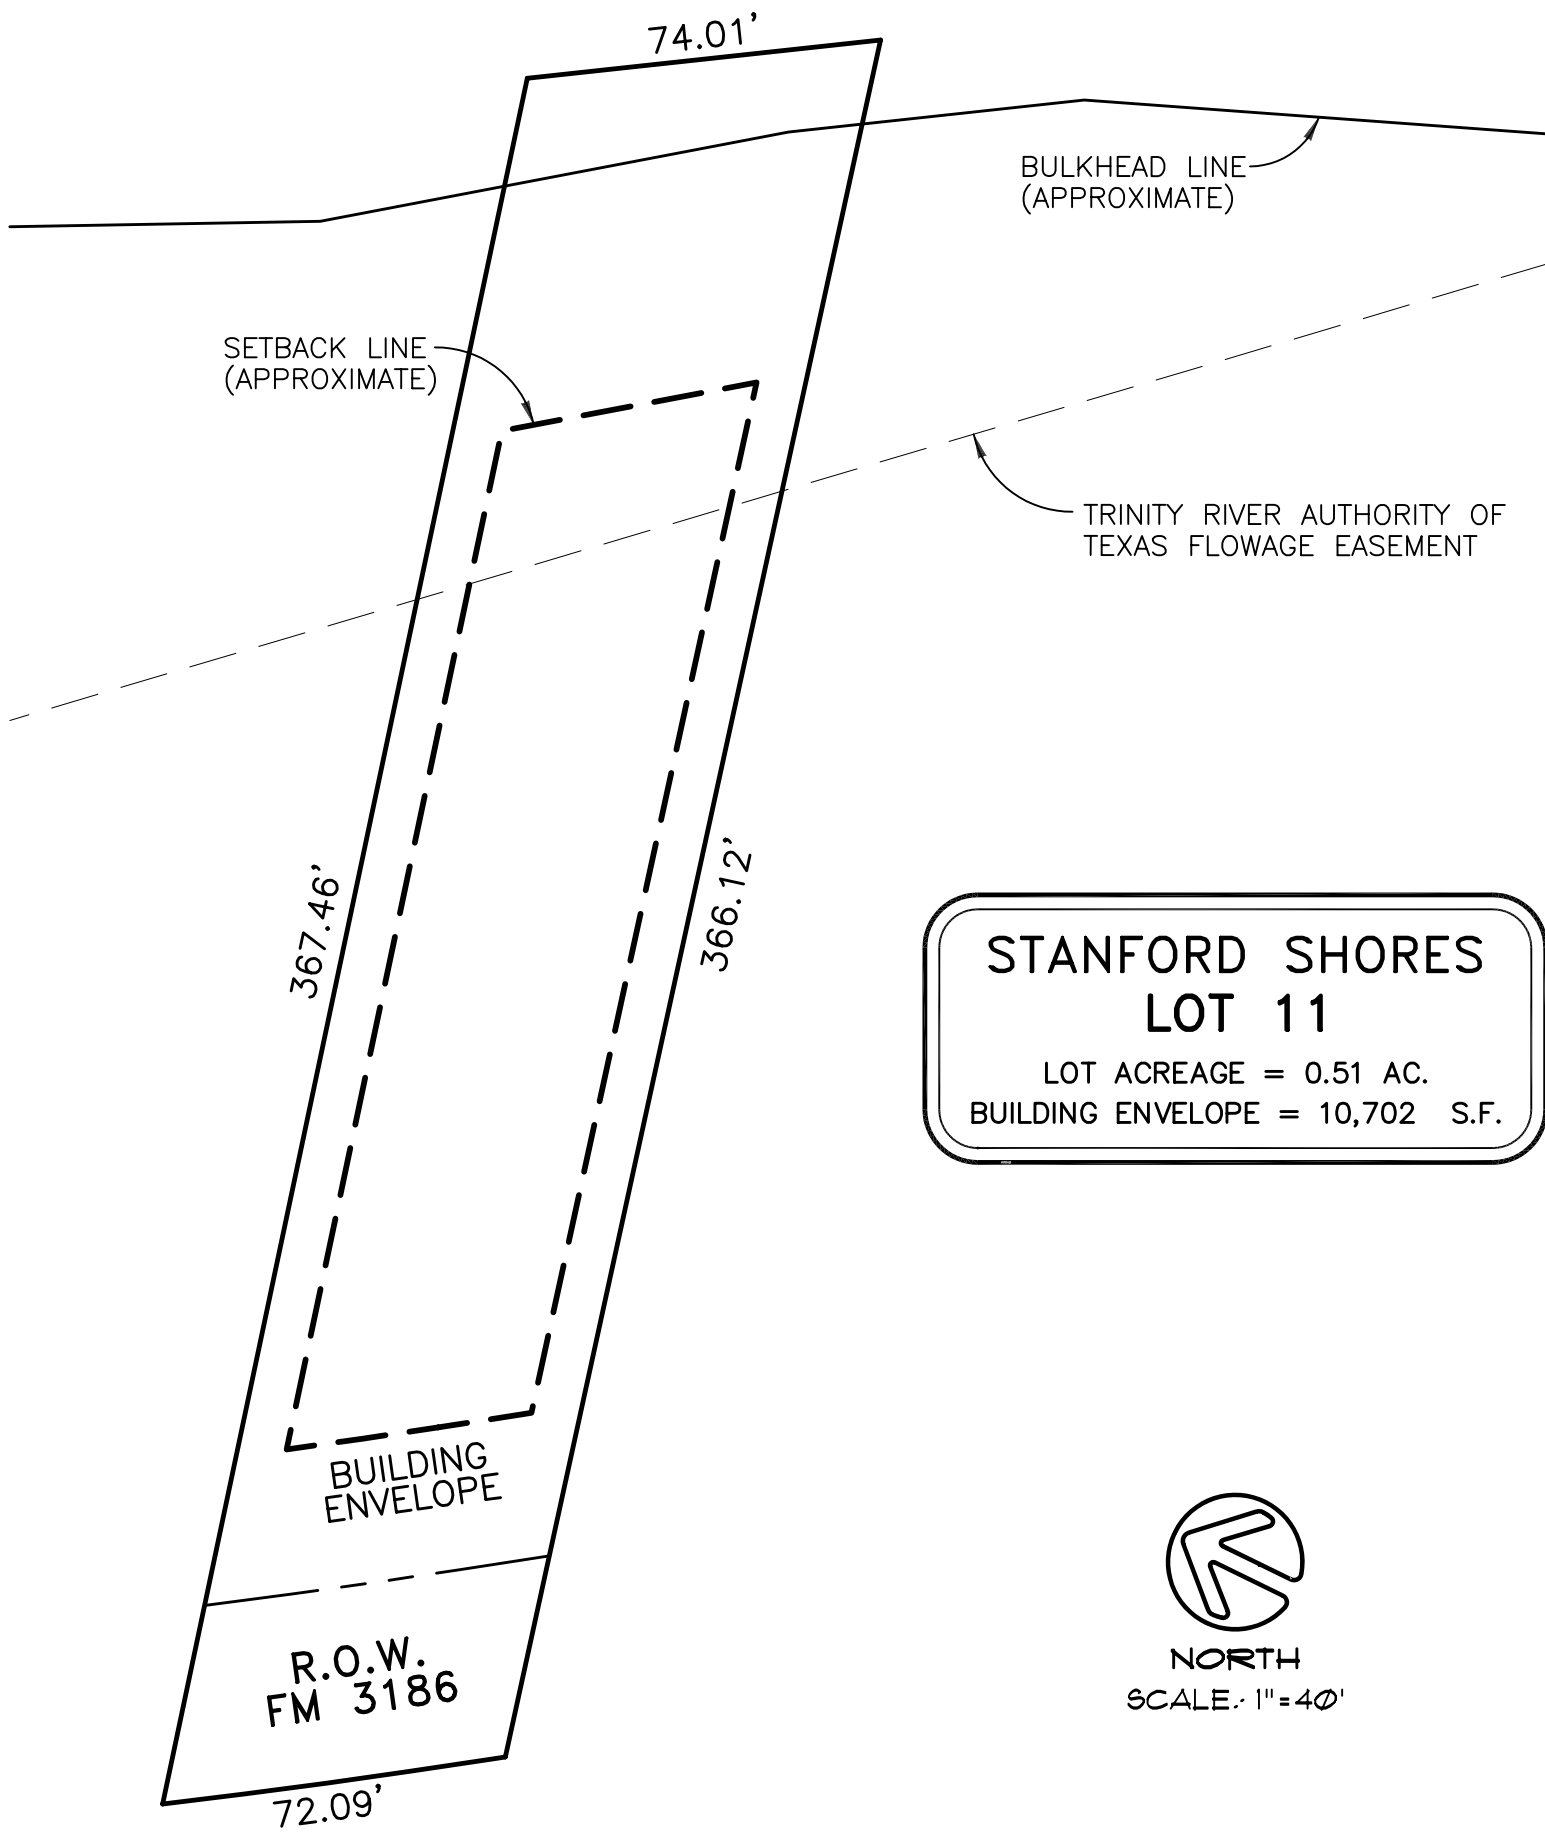 74.01'
BULKHEAD LINE
(APPROXIMATE)
SETBACK LINE
(APPROXIMATE)
TRINITY RIVER AUTHORITY OF
TEXAS FLOWAGE EASEMENT
367.46'
366.12'
STANFORD SHORES
LOT 11
LOT ACREAGE = 0.51 AC.
BUILDING ENVELOPE = 10,702 S.F.
BUILDING
ENVELOPE
R.O.W.
FM 3186
NORTH
SCALE: 1"=40'
72.09'